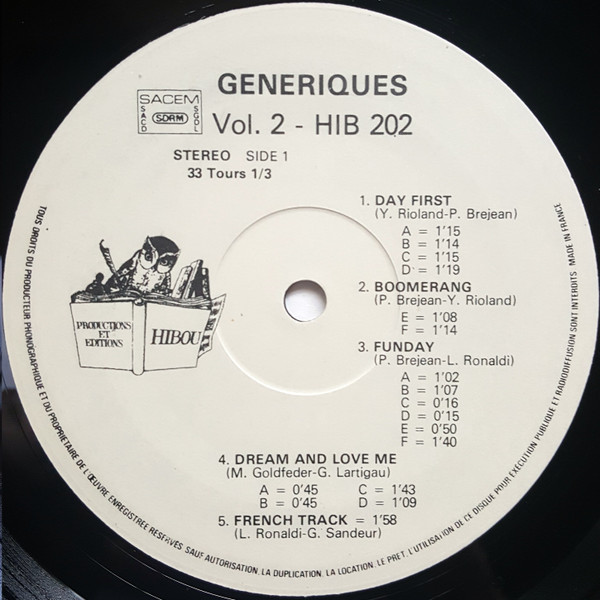 GENERIQUES
SACEM
SACD
SDRM
SGDL
Vol. 2 - HIB 202
STEREO SIDE 1
33 Tours 1/3
1. DAY FIRST
(Y. Rioland-P. Brejean)
A = 1'15
B = 1'14
C = 1'15
D = 1'19
2. BOOMERANG
(P. Brejean-Y. Rioland)
E = 1'08
F = 1'14
3. FUNDAY
(P. Brejean-L. Ronaldi)
A = 1'02
B = 1'07
C = 0'16
D = 0'15
E = 0'50
F = 1'40
PRODUCTIONS
ET
EDITIONS
HIBOU
4. DREAM AND LOVE ME
(M. Goldfeder-G. Lartigau)
A = 0'45 C = 1'43
B = 0'45 D = 1'09
5. FRENCH TRACK = 1'58
(L. Ronaldi-G. Sandeur)
TOUS DROITS DU PRODUCTEUR PHONOGRAPHIQUE ET DU PROPRIETAIRE DE L'ŒUVRE ENREGISTREE RÉSERVÉS SAUF AUTORISATION, LA DUPLICATION, LA LOCATION, LE PRET, L'UTILISATION DE CE DISQUE POUR EXÉCUTION PUBLIQUE ET RADIODIFFUSION SONT INTERDITS MADE IN FRANCE